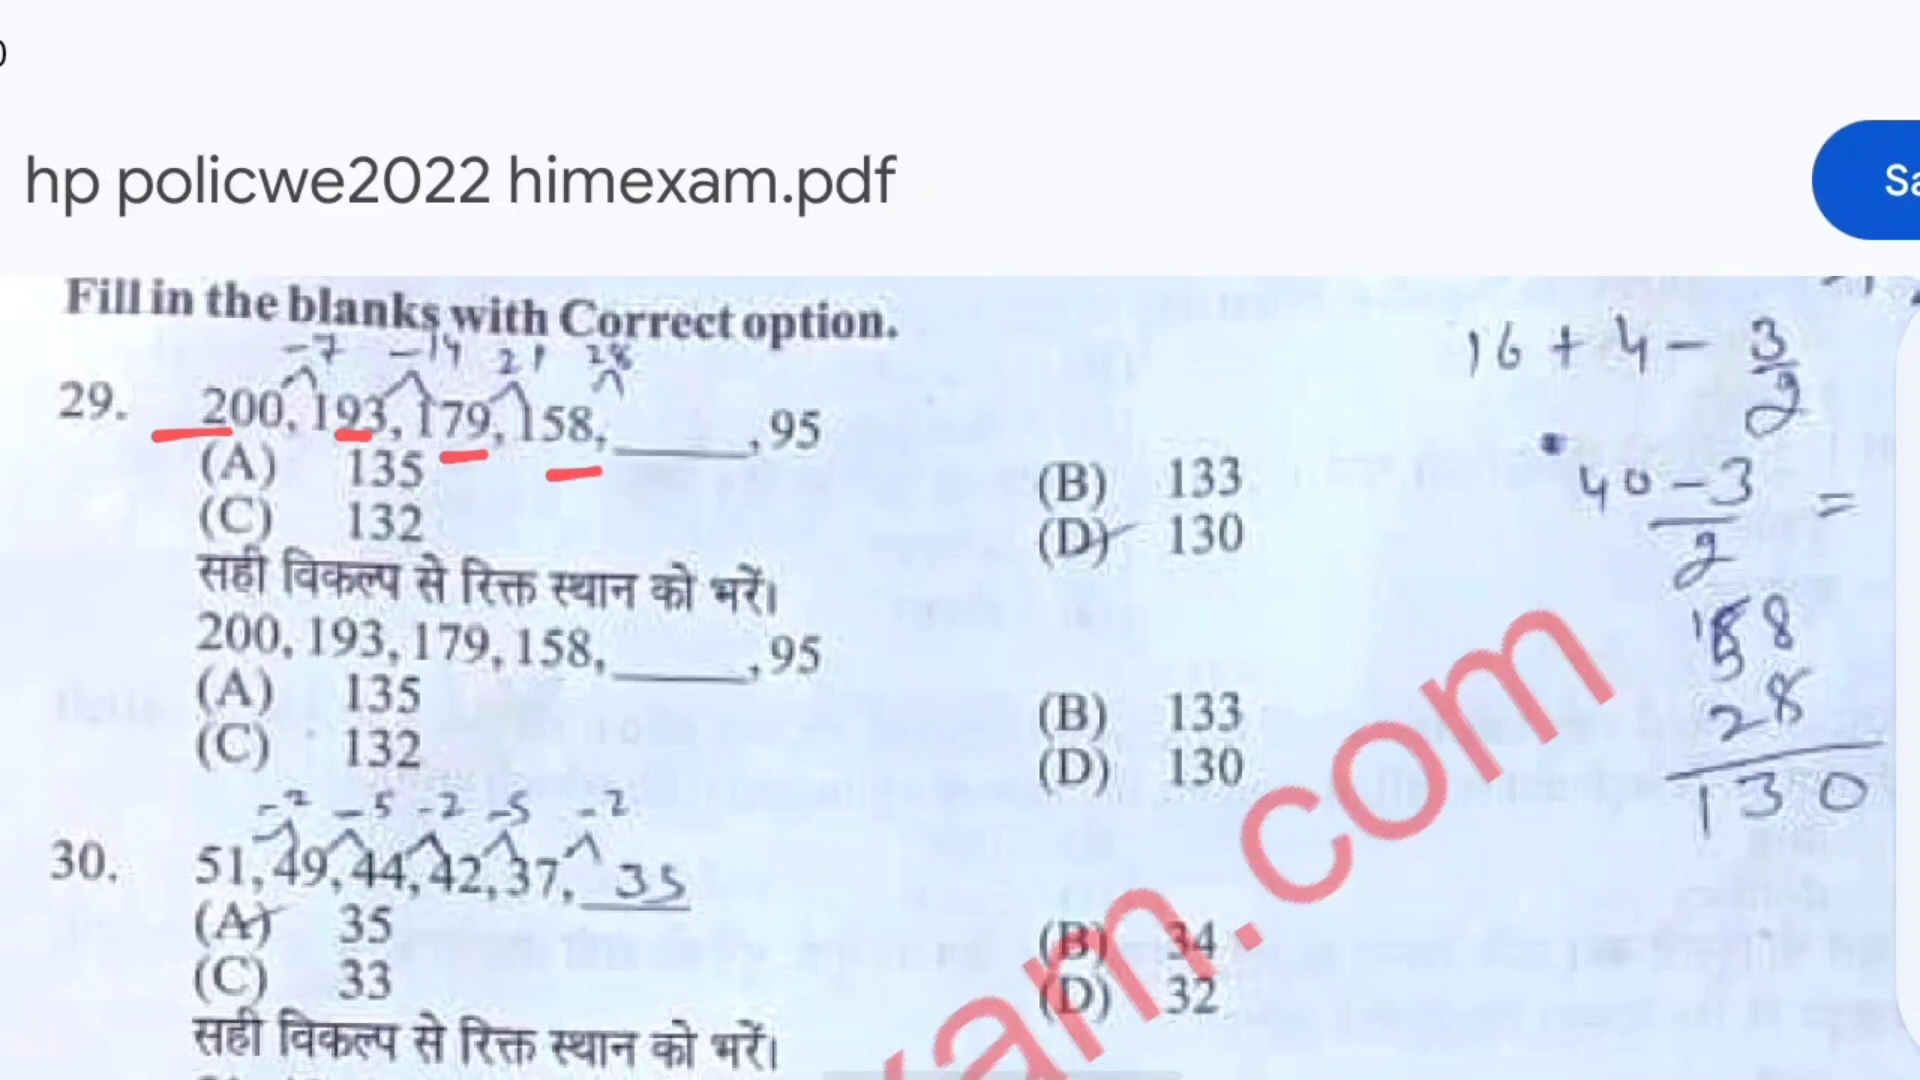 hp policwe2022 himexam.pdf
Sa
Fill in the blanks with Correct option.
-7 -14 21 28
29. 200, 193, 179, 158, ______, 95
(A) 135 (B) 133
(C) 132 (D) 130
सही विकल्प से रिक्त स्थान को भरें।
200, 193, 179, 158, ______, 95
(A) 135 (B) 133
(C) 132 (D) 130
-2 -5 -2 -5 -2
30. 51, 49, 44, 42, 37, 35
(A) 35 (B) 34
(C) 33 (D) 32
सही विकल्प से रिक्त स्थान को भरें।
16 + 4 - 3/2
40 - 3 =
2
158
28
130
am.com